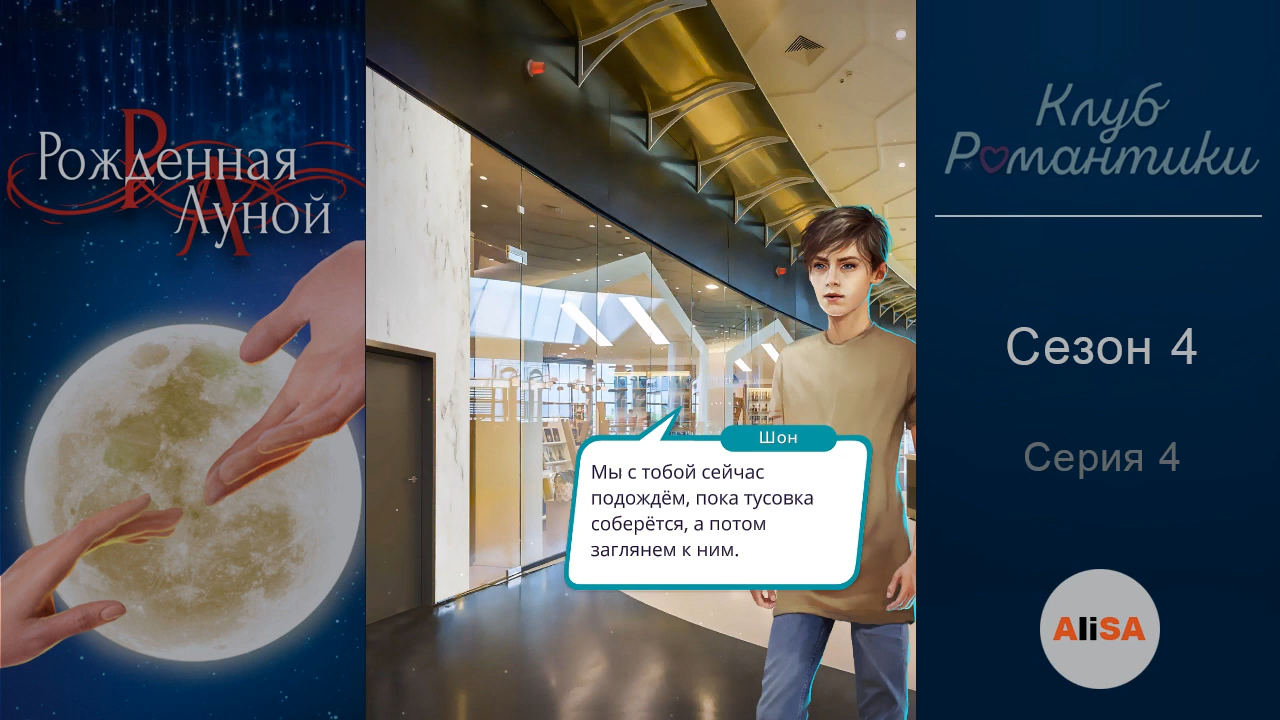 Рожденная
Луной
РЛ
Шон
Мы с тобой сейчас
подождём, пока тусовка
соберётся, а потом
заглянем к ним.
Клуб
Романтики
Сезон 4
Серия 4
AliSA